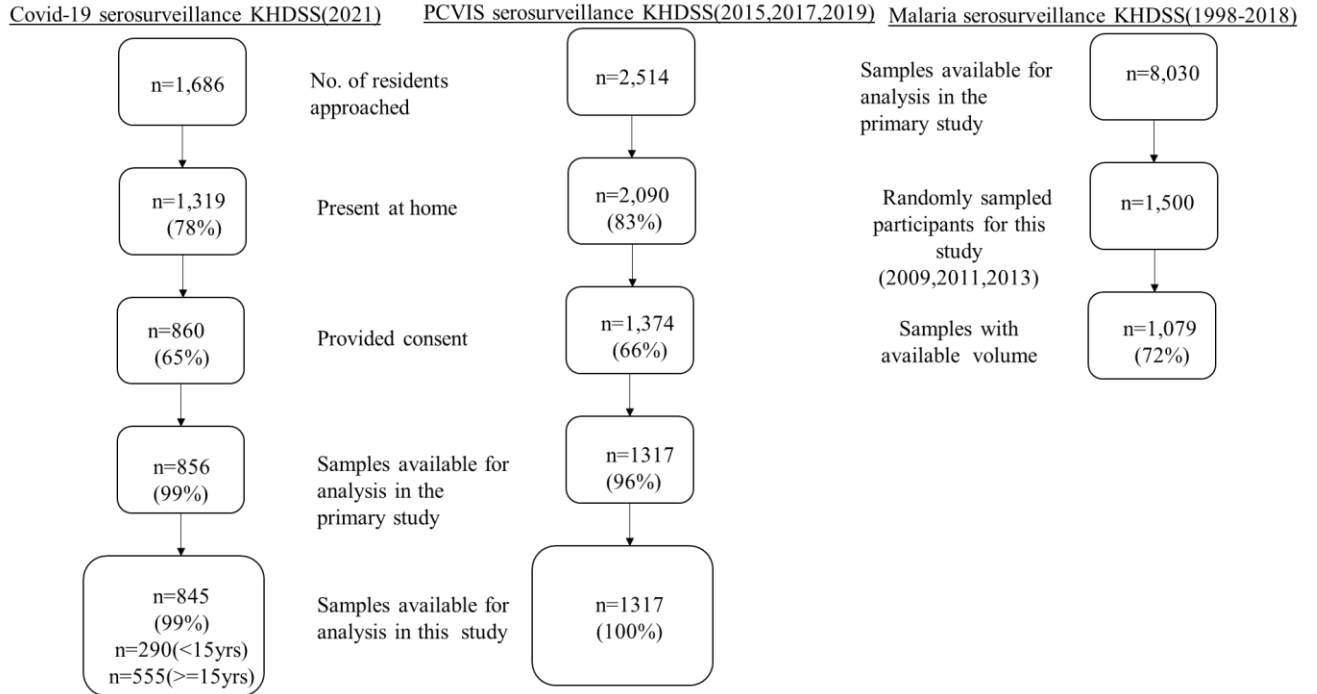 Covid-19 serosurveillance KHDSS(2021)
PCVIS serosurveillance KHDSS(2015,2017,2019)
Malaria serosurveillance KHDSS(1998-2018)
n=1,686
No. of residents
approached
n=2,514
Samples available for
analysis in the
primary study
n=8,030
n=1,319
(78%)
Present at home
n=2,090
(83%)
Randomly sampled
participants for this
study
(2009,2011,2013)
n=1,500
n=860
(65%)
Provided consent
n=1,374
(66%)
Samples with
available volume
n=1,079
(72%)
n=856
(99%)
Samples available for
analysis in the
primary study
n=1317
(96%)
n=845
(99%)
n=290(<15yrs)
n=555(>=15yrs)
Samples available for
analysis in this study
n=1317
(100%)